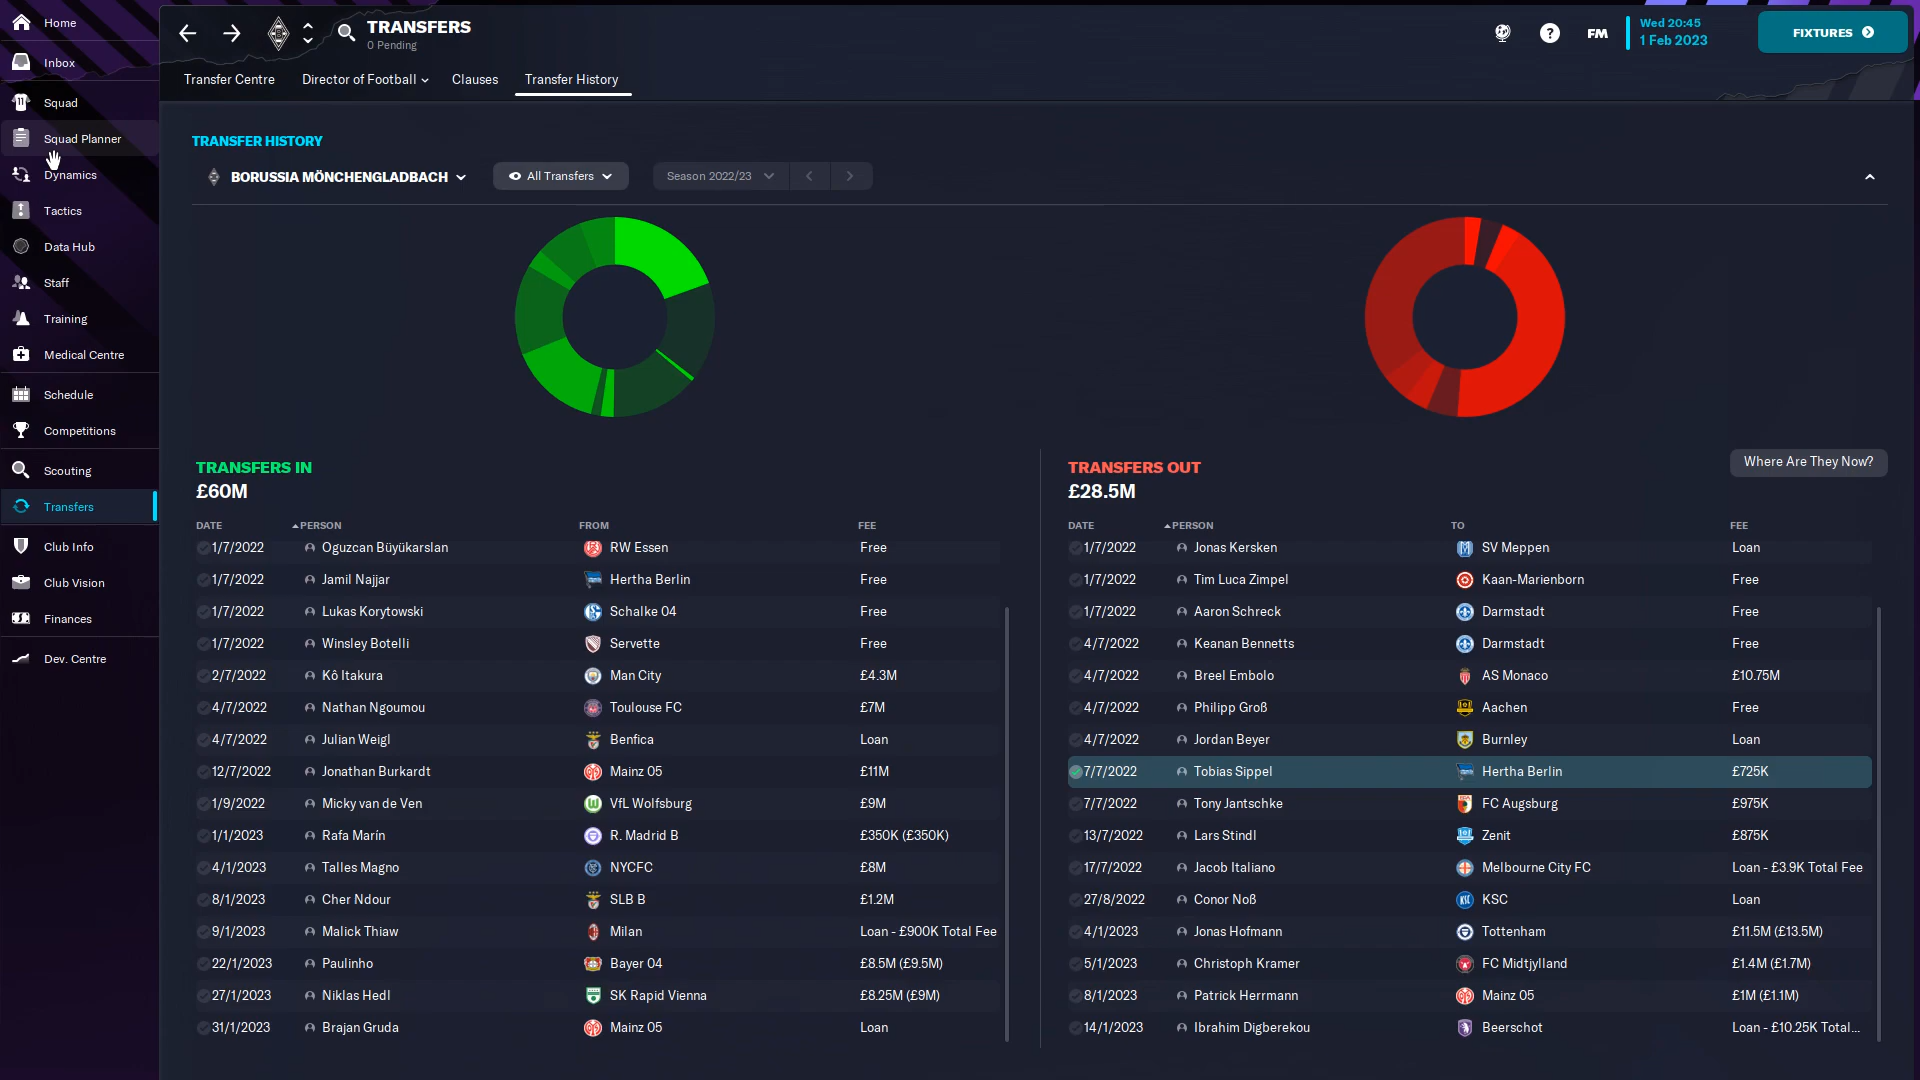 Home
Inbox
Squad
Squad Planner
Dynamics
Tactics
Data Hub
Staff
Training
Medical Centre
Schedule
Competitions
Scouting
Transfers
Club Info
Club Vision
Finances
Dev. Centre
TRANSFERS
0 Pending
FM
Wed 20:45
1 Feb 2023
FIXTURES
Transfer Centre Director of Football Clauses Transfer History
TRANSFER HISTORY
BORUSSIA MÖNCHENGLADBACH All Transfers Season 2022/23
TRANSFERS IN
£60M
DATE PERSON FROM FEE
1/7/2022 Oguzcan Büyükarslan RW Essen Free
1/7/2022 Jamil Najjar Hertha Berlin Free
1/7/2022 Lukas Korytowski Schalke 04 Free
1/7/2022 Winsley Botelli Servette Free
2/7/2022 Kô Itakura Man City £4.3M
4/7/2022 Nathan Ngoumou Toulouse FC £7M
4/7/2022 Julian Weigl Benfica Loan
12/7/2022 Jonathan Burkardt Mainz 05 £11M
1/9/2022 Micky van de Ven VfL Wolfsburg £9M
1/1/2023 Rafa Marín R. Madrid B £350K (£350K)
4/1/2023 Talles Magno NYCFC £8M
8/1/2023 Cher Ndour SLB B £1.2M
9/1/2023 Malick Thiaw Milan Loan - £900K Total Fee
22/1/2023 Paulinho Bayer 04 £8.5M (£9.5M)
27/1/2023 Niklas Hedl SK Rapid Vienna £8.25M (£9M)
31/1/2023 Brajan Gruda Mainz 05 Loan
TRANSFERS OUT
£28.5M
Where Are They Now?
DATE PERSON TO FEE
1/7/2022 Jonas Kersken SV Meppen Loan
1/7/2022 Tim Luca Zimpel Kaan-Marienborn Free
1/7/2022 Aaron Schreck Darmstadt Free
4/7/2022 Keanan Bennetts Darmstadt Free
4/7/2022 Breel Embolo AS Monaco £10.75M
4/7/2022 Philipp Groß Aachen Free
4/7/2022 Jordan Beyer Burnley Loan
7/7/2022 Tobias Sippel Hertha Berlin £725K
7/7/2022 Tony Jantschke FC Augsburg £975K
13/7/2022 Lars Stindl Zenit £875K
17/7/2022 Jacob Italiano Melbourne City FC Loan - £3.9K Total Fee
27/8/2022 Conor Noß KSC Loan
4/1/2023 Jonas Hofmann Tottenham £11.5M (£13.5M)
5/1/2023 Christoph Kramer FC Midtjylland £1.4M (£1.7M)
8/1/2023 Patrick Herrmann Mainz 05 £1M (£1.1M)
14/1/2023 Ibrahim Digberekou Beerschot Loan - £10.25K Total...